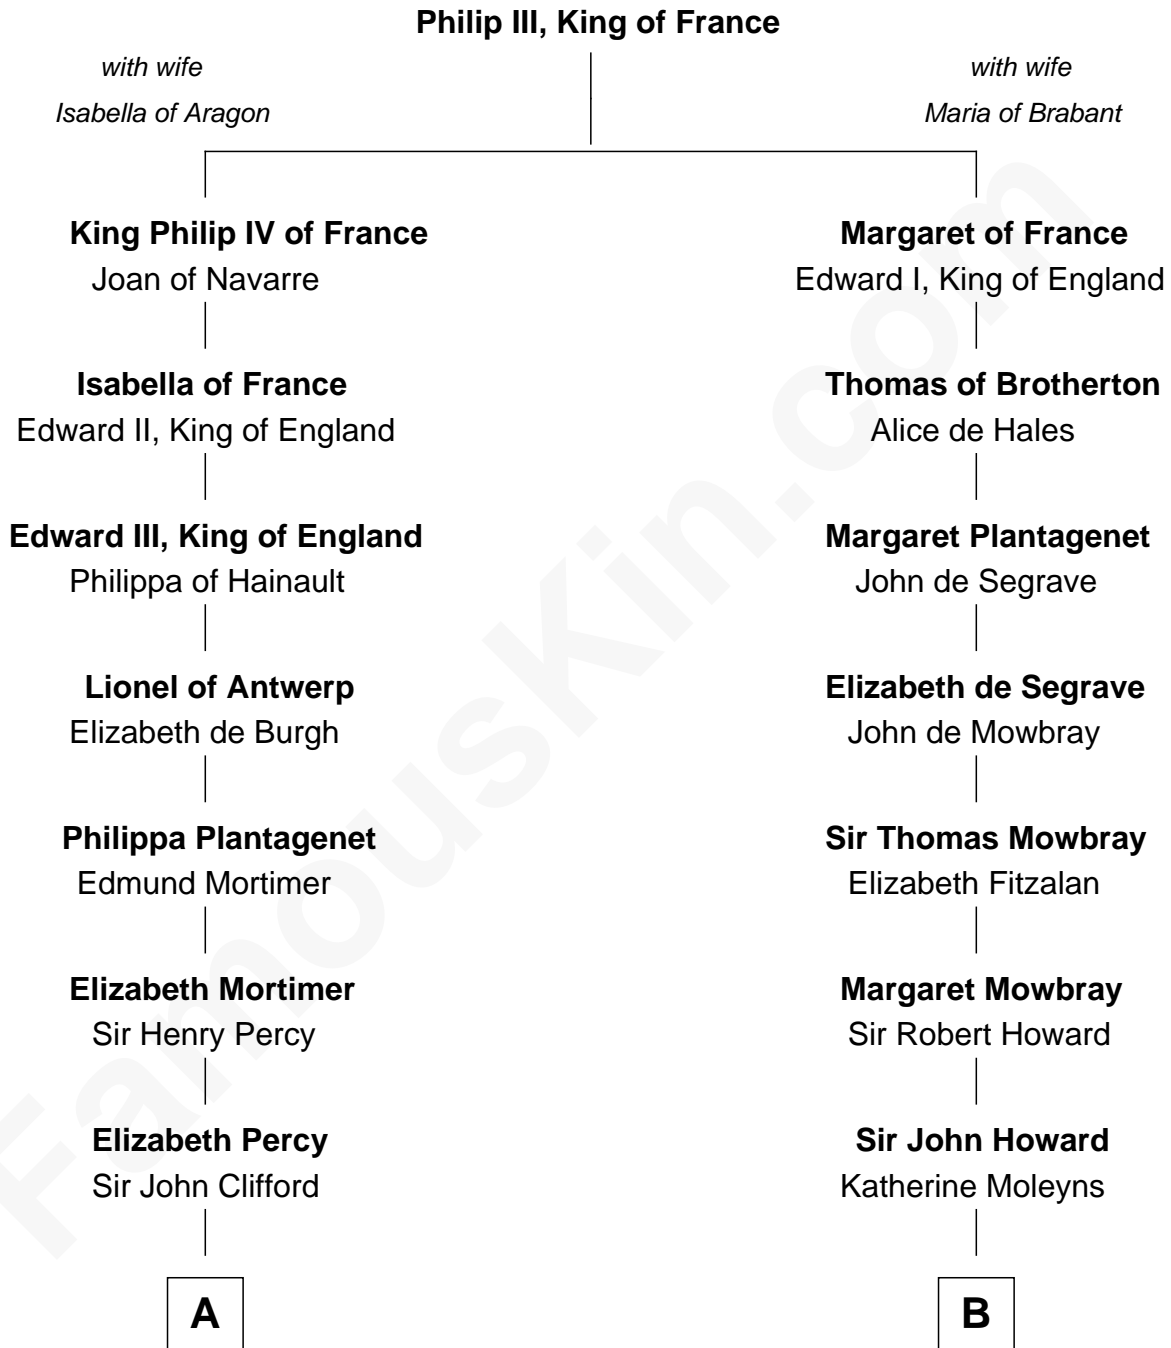 Philip III, King of France
with wife
Isabella of Aragon
with wife
Maria of Brabant
King Philip IV of France
Joan of Navarre
Margaret of France
Edward I, King of England
Isabella of France
Edward II, King of England
Thomas of Brotherton
Alice de Hales
Edward III, King of England
Philippa of Hainault
Margaret Plantagenet
John de Segrave
Lionel of Antwerp
Elizabeth de Burgh
Elizabeth de Segrave
John de Mowbray
Philippa Plantagenet
Edmund Mortimer
Sir Thomas Mowbray
Elizabeth Fitzalan
Elizabeth Mortimer
Sir Henry Percy
Margaret Mowbray
Sir Robert Howard
Elizabeth Percy
Sir John Clifford
Sir John Howard
Katherine Moleyns
A
B
FamousKin.com